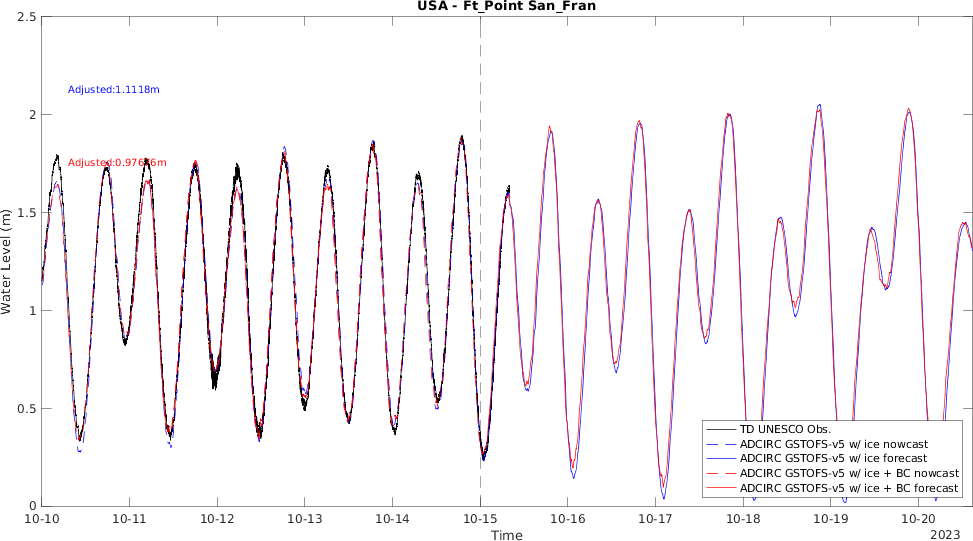 USA - Ft_Point San_Fran
2.5
2
1.5
1
0.5
0
Water Level (m)
Adjusted:1.1118m
10-10
10-11
10-12
10-13
10-14
10-15
10-16
10-17
10-18
10-19
10-20
2023
Time
TD UNESCO Obs.
ADCIRC GSTOFS-v5 w/ ice nowcast
ADCIRC GSTOFS-v5 w/ ice forecast
ADCIRC GSTOFS-v5 w/ ice + BC nowcast
ADCIRC GSTOFS-v5 w/ ice + BC forecast